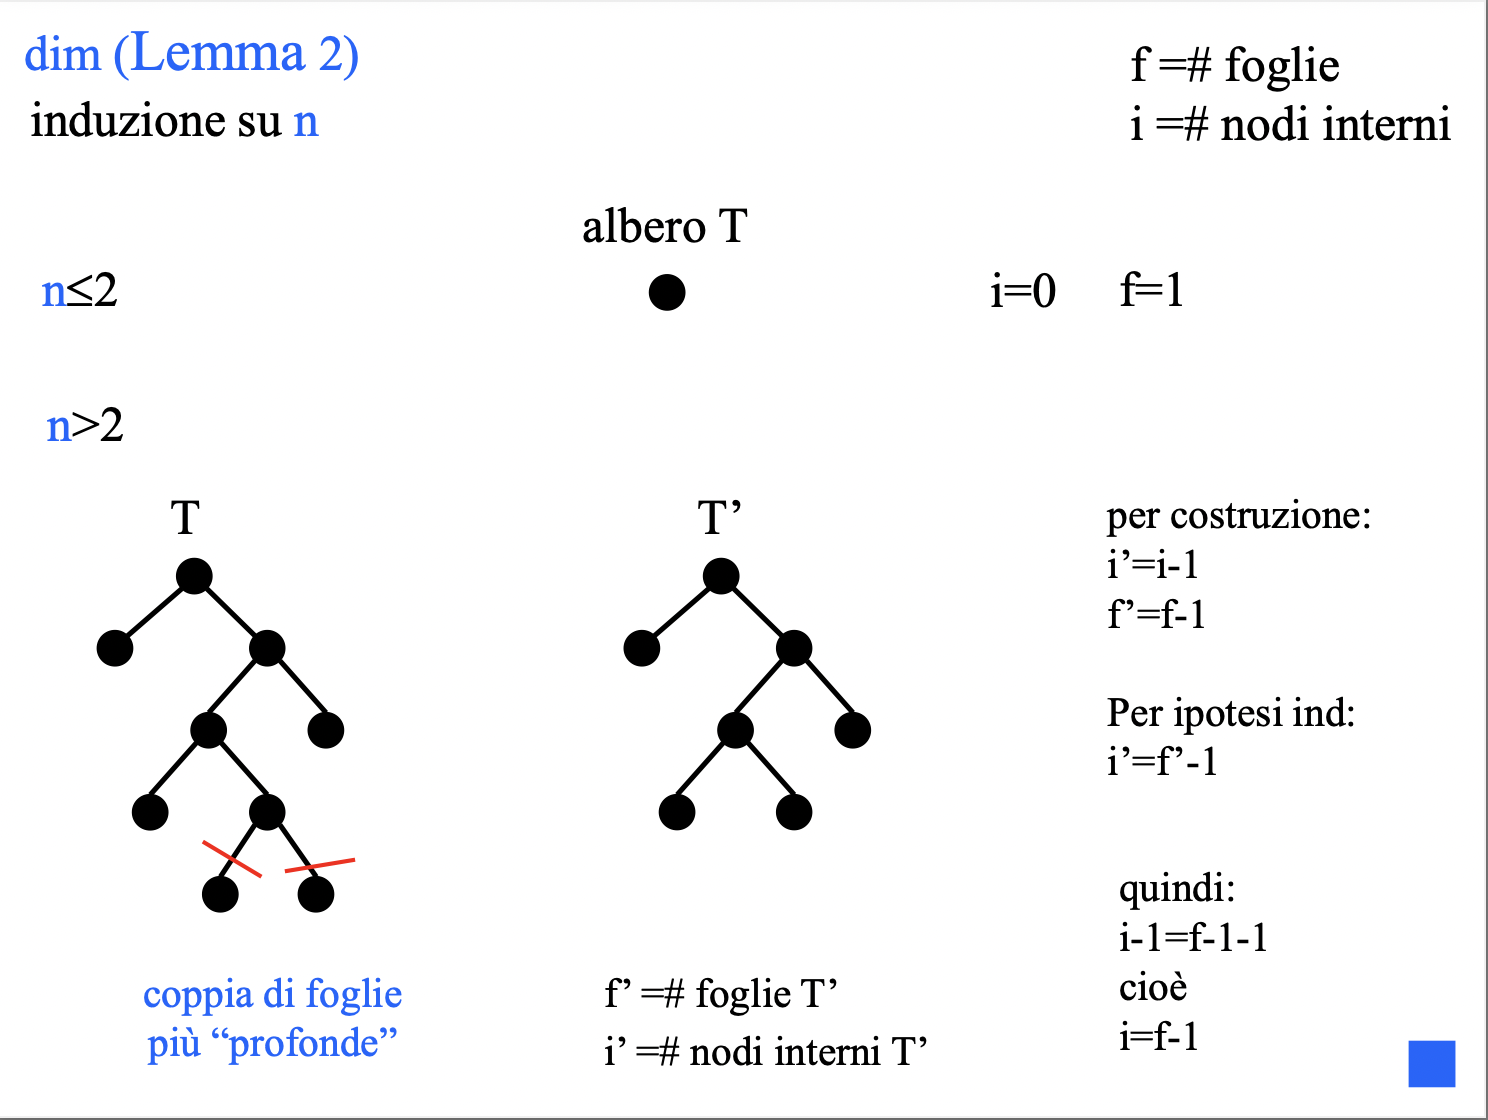 dim (Lemma 2)
induzione su n
f =# foglie
i =# nodi interni
albero T
n≤2
i=0 f=1
n>2
T
T’
per costruzione:
i’=i-1
f’=f-1
Per ipotesi ind:
i’=f’-1
quindi:
i-1=f-1-1
cioè
i=f-1
coppia di foglie
più “profonde”
f’ =# foglie T’
i’ =# nodi interni T’